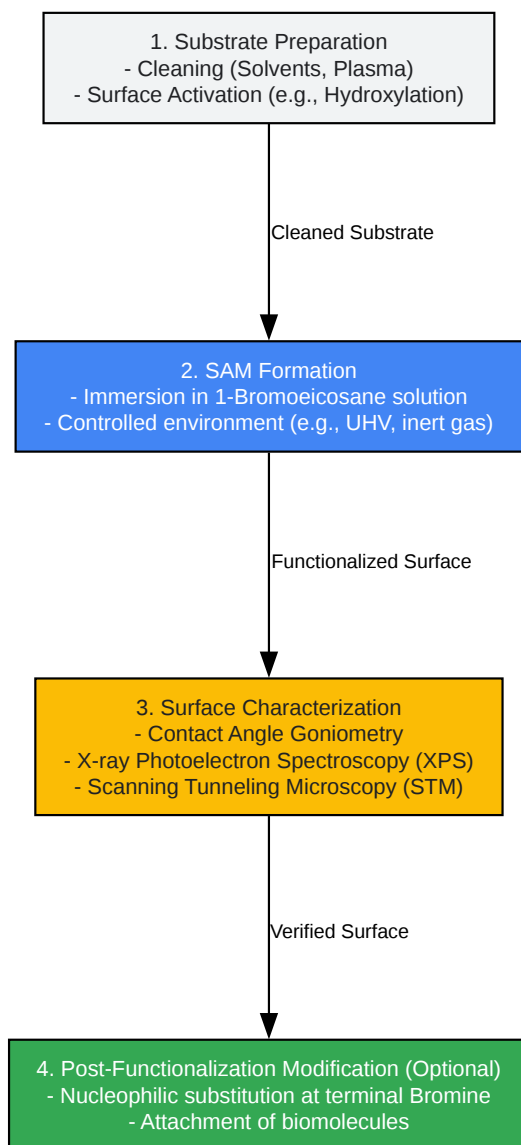 1. Substrate Preparation
- Cleaning (Solvents, Plasma)
- Surface Activation (e.g., Hydroxylation)
Cleaned Substrate
2. SAM Formation
- Immersion in 1-Bromoeicosane solution
- Controlled environment (e.g., UHV, inert gas)
Functionalized Surface
3. Surface Characterization
- Contact Angle Goniometry
- X-ray Photoelectron Spectroscopy (XPS)
- Scanning Tunneling Microscopy (STM)
Verified Surface
4. Post-Functionalization Modification (Optional)
- Nucleophilic substitution at terminal Bromine
- Attachment of biomolecules